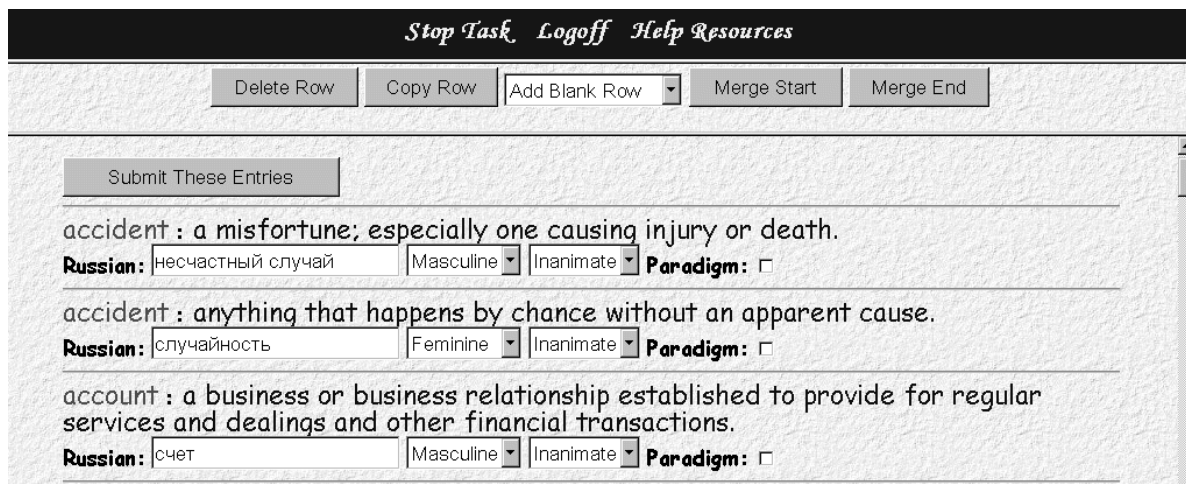 Stop Task Logoff Help Resources
Delete Row Copy Row Add Blank Row Merge Start Merge End
Submit These Entries
accident : a misfortune; especially one causing injury or death.
Russian: несчастный случай Masculine Inanimate Paradigm:
accident : anything that happens by chance without an apparent cause.
Russian: случайность Feminine Inanimate Paradigm:
account : a business or business relationship established to provide for regular
services and dealings and other financial transactions.
Russian: счет Masculine Inanimate Paradigm: